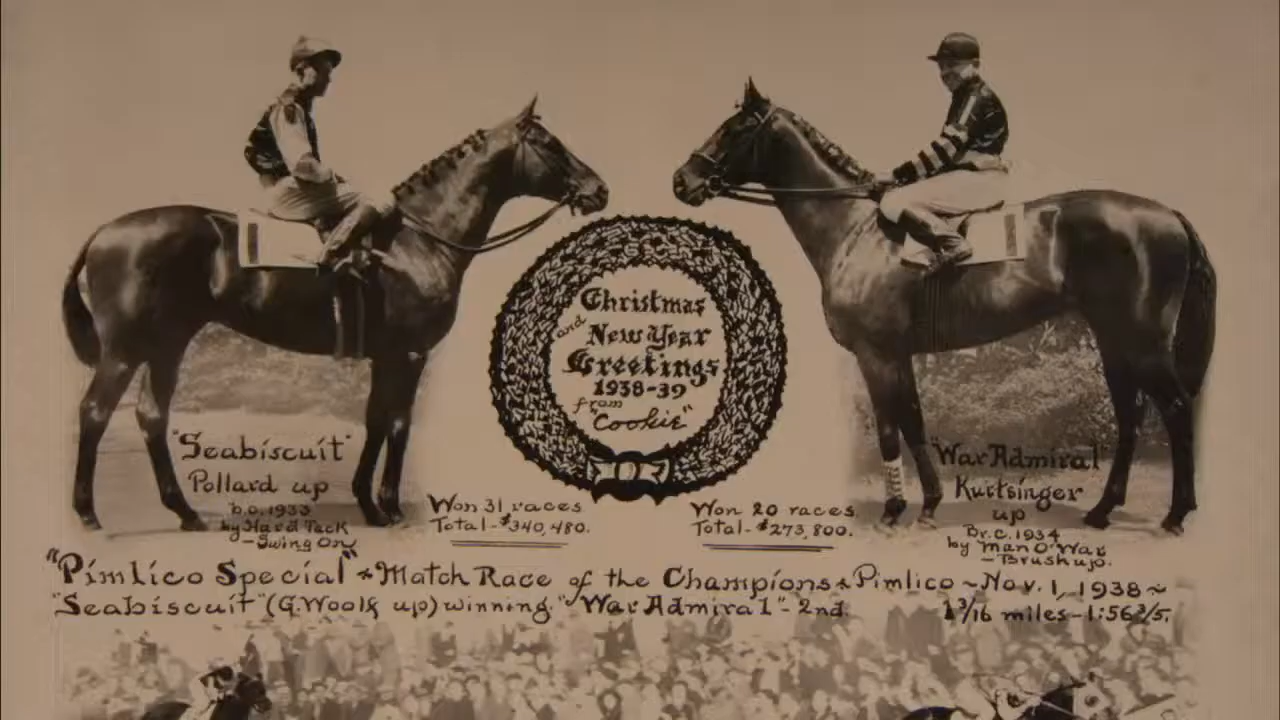 Christmas
and
New Year
Greetings
1938-39
from
"Cookie"
"Seabiscuit"
Pollard up
b.c. 1933
by Hard Tack
-Swing On
Won 31 races
Total-$340,480.
Won 20 races
Total-$273,800.
"War Admiral"
Kurtsinger
up
Br.c. 1934
by Man O'War
-Brushup.
"Pimlico Special" Match Race of the Champions Pimlico ~ Nov. 1, 1938 ~
"Seabiscuit" (G. Woolf up) winning. "War Admiral" - 2nd. 1 3/16 miles-1:56 3/5.